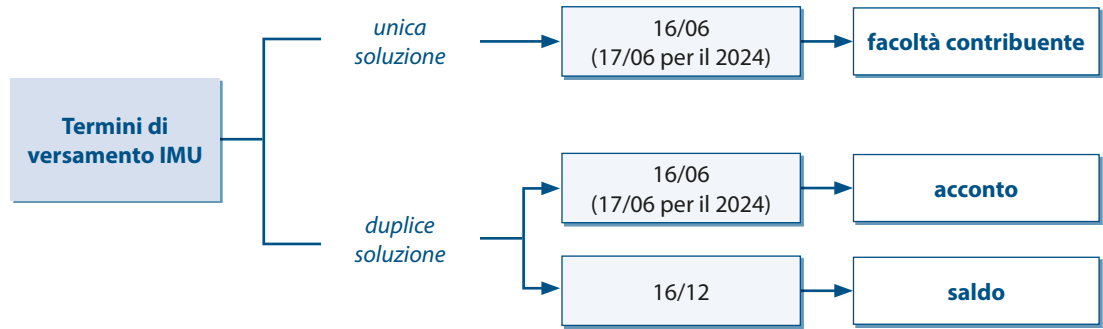 Termini di
versamento IMU
unica
soluzione
16/06
(17/06 per il 2024)
facoltà contribuente
duplice
soluzione
16/06
(17/06 per il 2024)
acconto
16/12
saldo